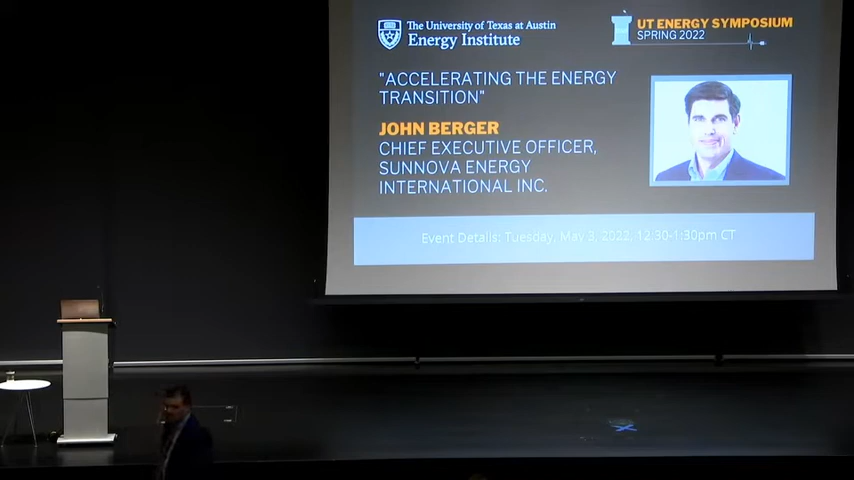 The University of Texas at Austin
Energy Institute
UT ENERGY SYMPOSIUM
SPRING 2022
"ACCELERATING THE ENERGY
TRANSITION"
JOHN BERGER
CHIEF EXECUTIVE OFFICER,
SUNNOVA ENERGY
INTERNATIONAL INC.
Event Details: Tuesday, May 3, 2022, 12:30-1:30pm CT